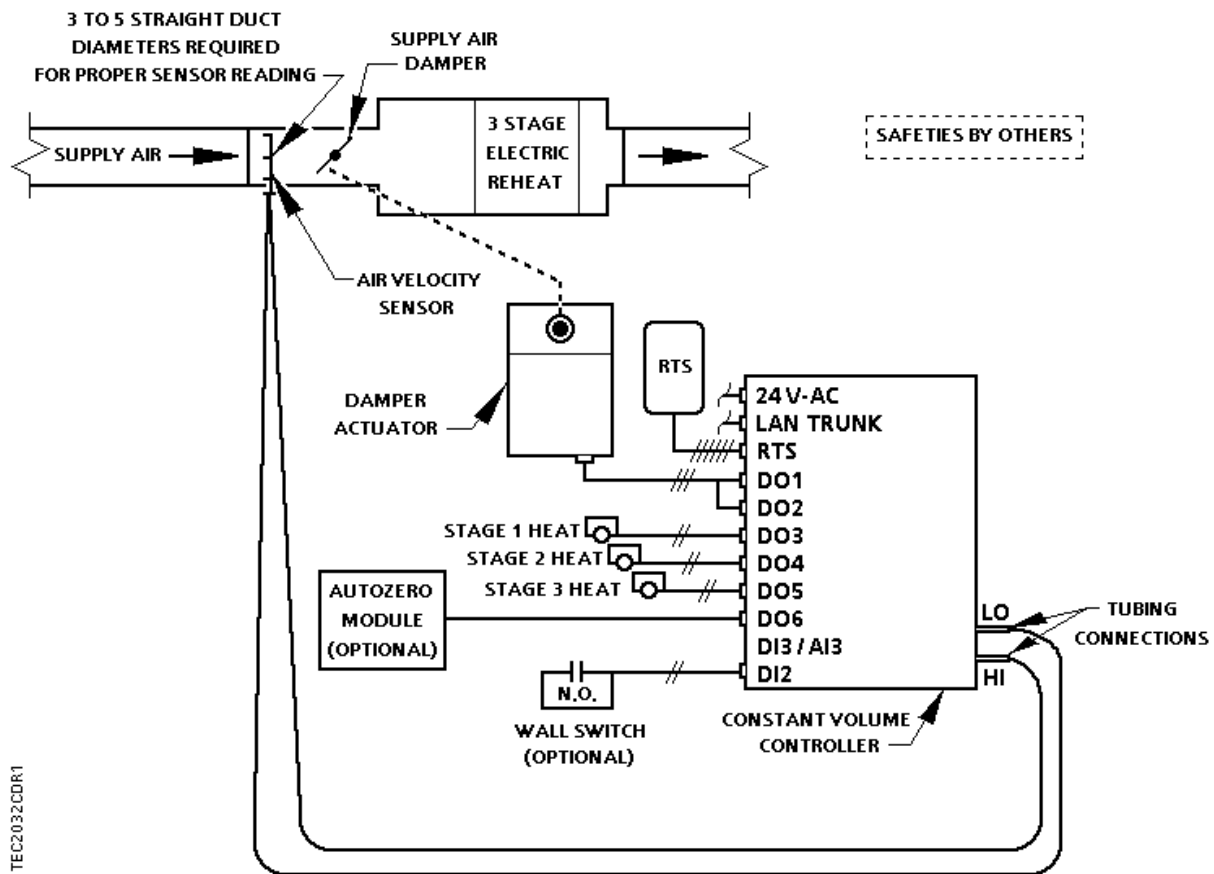 3 TO 5 STRAIGHT DUCT
DIAMETERS REQUIRED
FOR PROPER SENSOR READING
SUPPLY AIR
DAMPER
SUPPLY AIR
3 STAGE
ELECTRIC
REHEAT
SAFETIES BY OTHERS
AIR VELOCITY
SENSOR
DAMPER
ACTUATOR
RTS
24 V-AC
LAN TRUNK
RTS
DO1
DO2
STAGE 1 HEAT
DO3
STAGE 2 HEAT
DO4
STAGE 3 HEAT
DO5
AUTOZERO
MODULE
(OPTIONAL)
DO6
DI3 / AI3
DI2
N.O.
WALL SWITCH
(OPTIONAL)
LO
HI
TUBING
CONNECTIONS
CONSTANT VOLUME
CONTROLLER
TEC2032CDR1